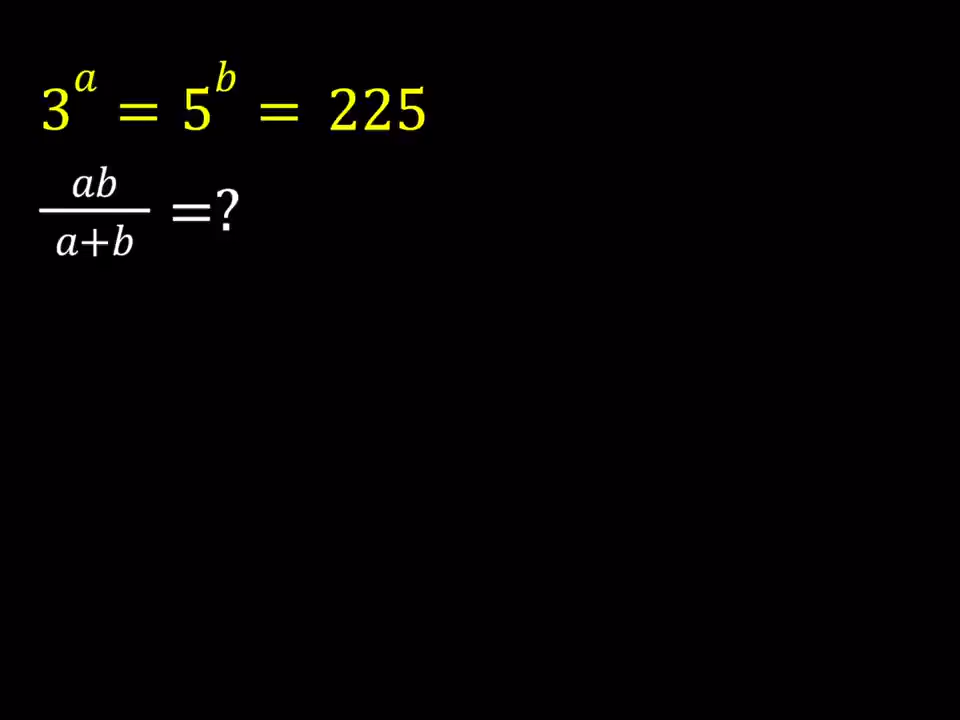 3^a = 5^b = 225
ab/a+b =?